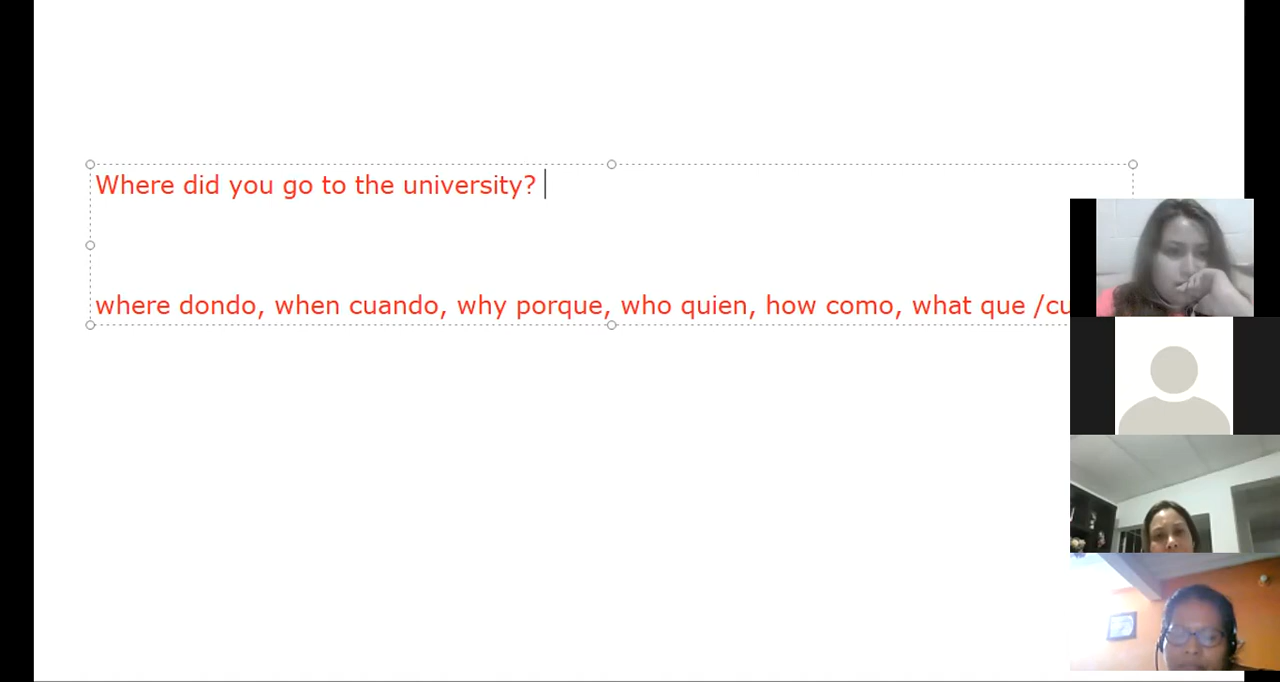 Where did you go to the university?
where dondo, when cuando, why porque, who quien, how como, what que /cu